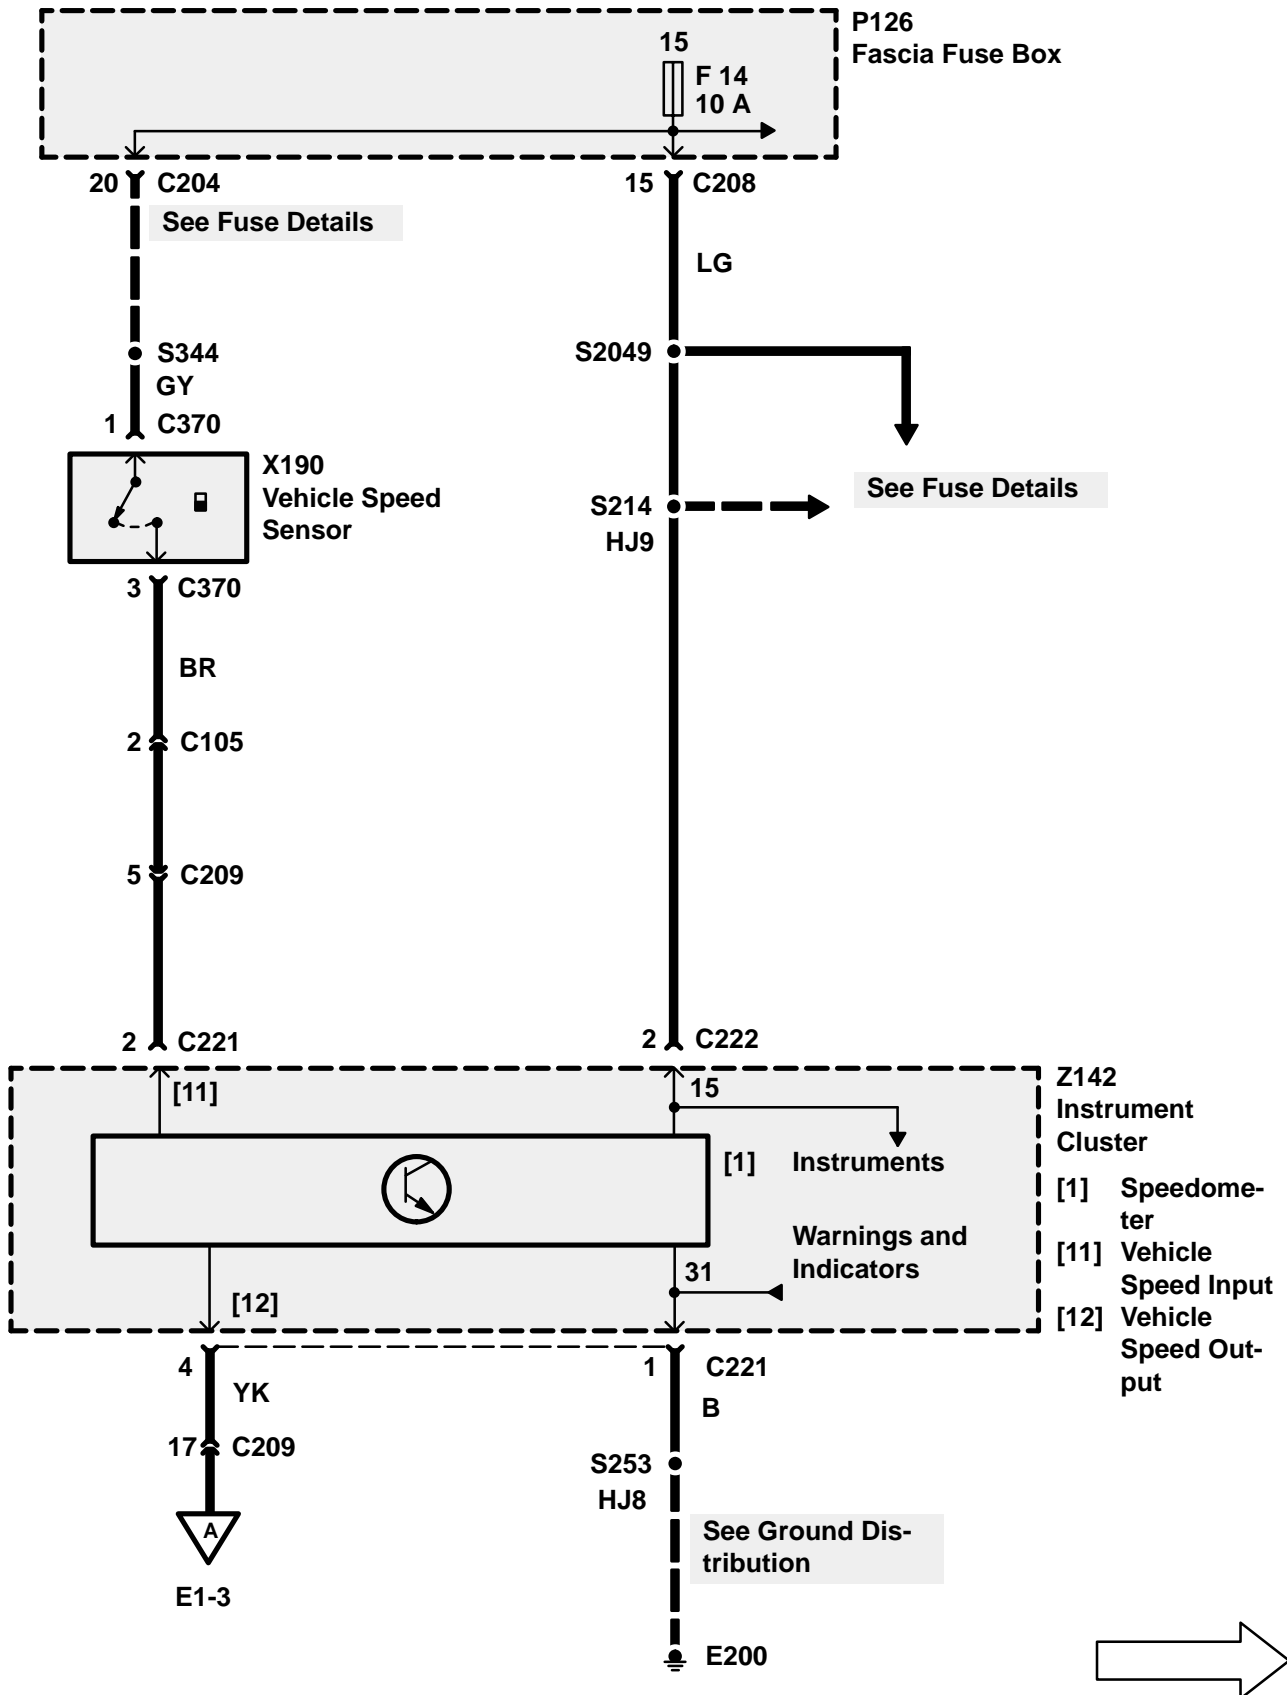 P126
Fascia Fuse Box
15
F 14
10 A
20 C204
15 C208
See Fuse Details
LG
S344
S2049
GY
1 C370
X190
Vehicle Speed
Sensor
See Fuse Details
S214
HJ9
3 C370
BR
2 C105
5 C209
2 C221
2 C222
Z142
Instrument
Cluster
[11]
15
[1] Instruments
[1] Speedome-
ter
Warnings and
Indicators
[11] Vehicle
Speed Input
31
[12]
[12] Vehicle
Speed Out-
put
4
1 C221
YK
B
17 C209
S253
HJ8
A
See Ground Dis-
tribution
E1-3
E200